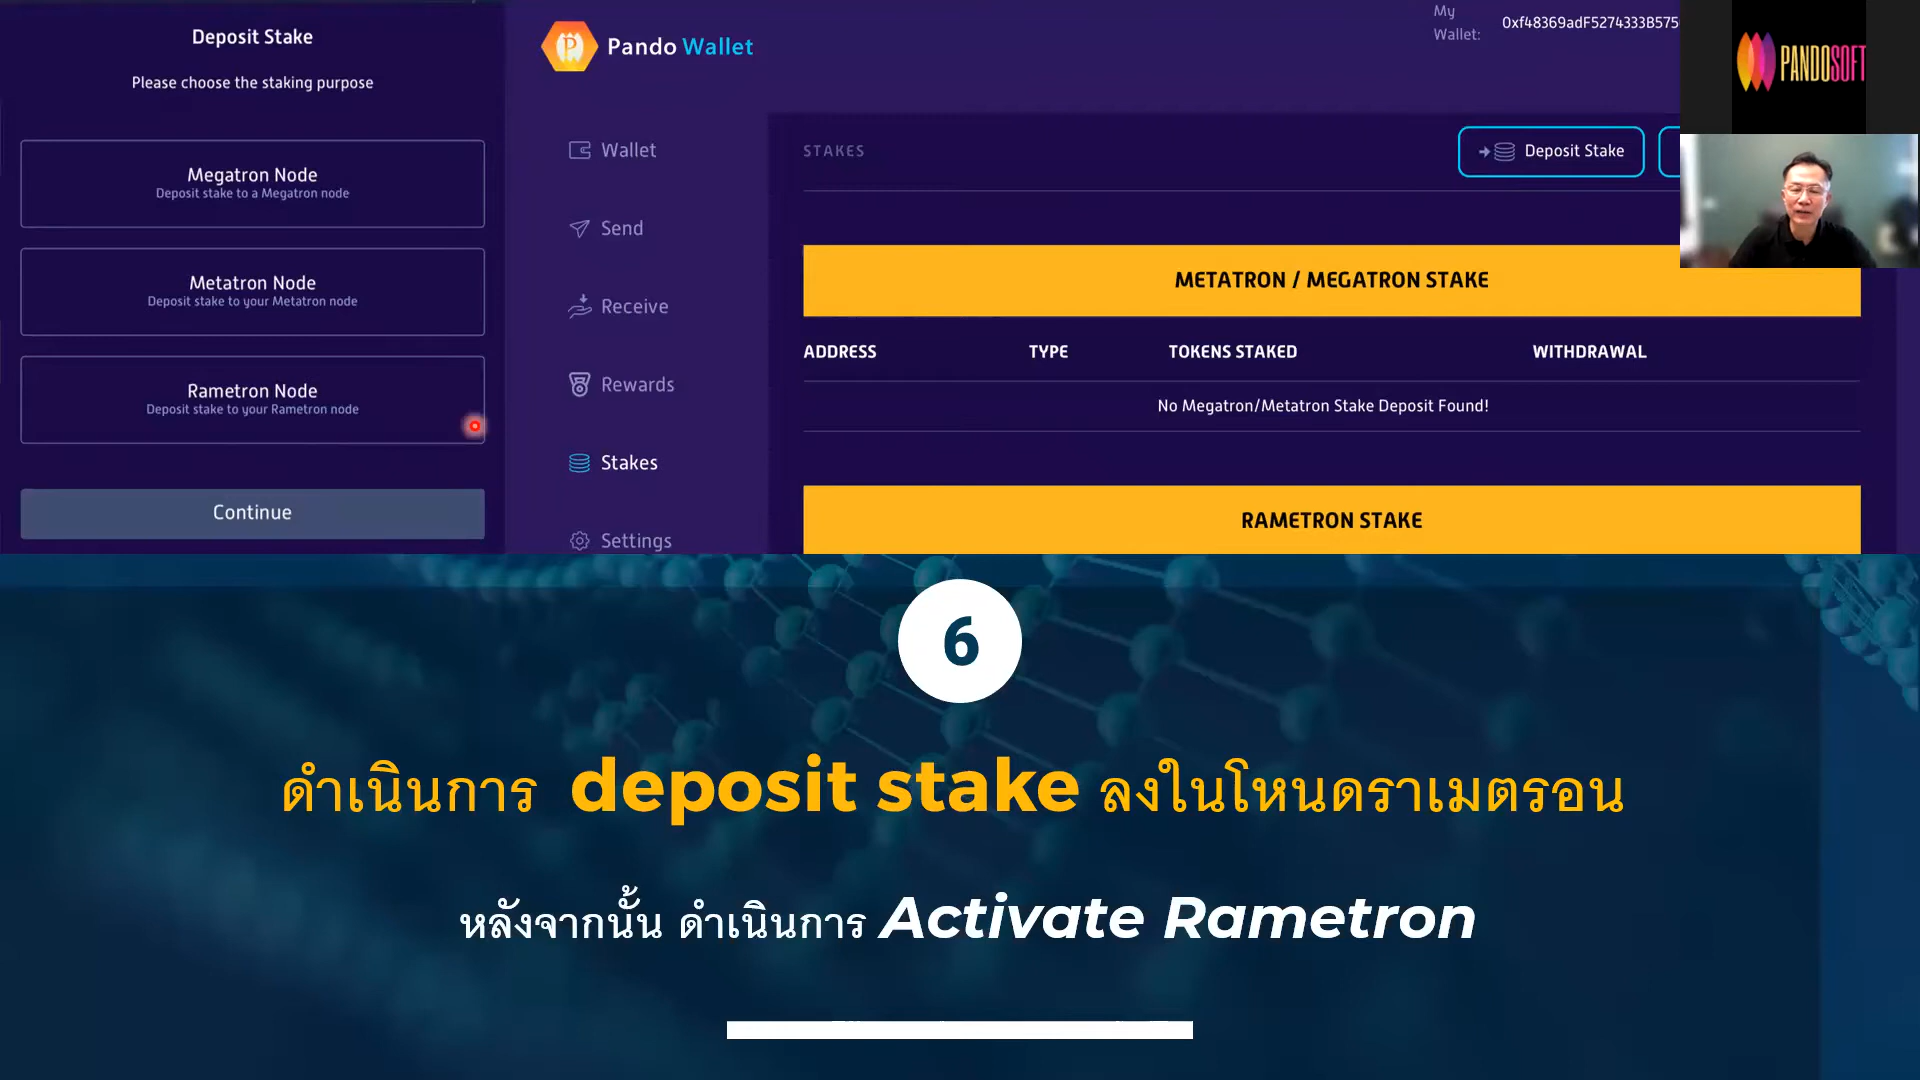 Deposit Stake
Please choose the staking purpose
Megatron Node
Deposit stake to a Megatron node
Metatron Node
Deposit stake to your Metatron node
Rametron Node
Deposit stake to your Rametron node
Continue
Pando Wallet
My Wallet:
0xf48369adF5274333B575
PANDOSOFT
Wallet
Send
Receive
Rewards
Stakes
Settings
STAKES
Deposit Stake
METATRON / MEGATRON STAKE
ADDRESS TYPE TOKENS STAKED WITHDRAWAL
No Megatron/Metatron Stake Deposit Found!
RAMETRON STAKE
6
ดำเนินการ deposit stake ลงในโหนดราเมตรอน
หลังจากนั้น ดำเนินการ Activate Rametron